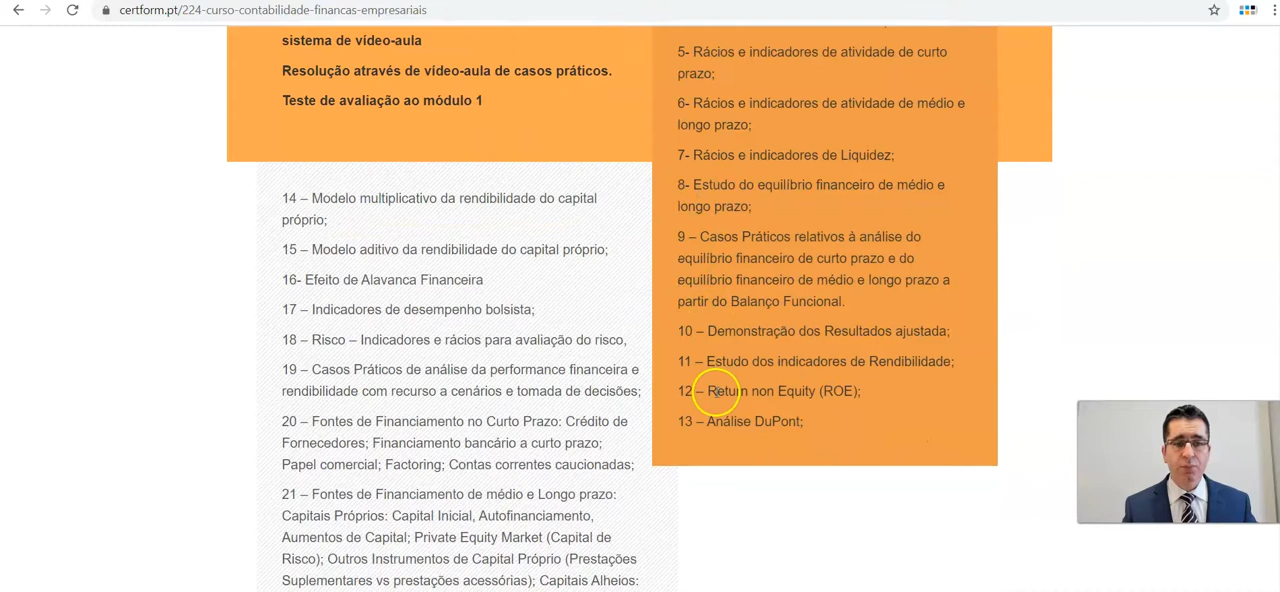 certform.pt/224-curso-contabilidade-financas-empresariais
sistema de vídeo-aula
Resolução através de vídeo-aula de casos práticos.
Teste de avaliação ao módulo 1
5- Rácios e indicadores de atividade de curto
prazo;
6- Rácios e indicadores de atividade de médio e
longo prazo;
7- Rácios e indicadores de Liquidez;
8- Estudo do equilíbrio financeiro de médio e
longo prazo;
9 – Casos Práticos relativos à análise do
equilíbrio financeiro de curto prazo e do
equilíbrio financeiro de médio e longo prazo a
partir do Balanço Funcional.
10 – Demonstração dos Resultados ajustada;
11 – Estudo dos indicadores de Rendibilidade;
12 – Return non Equity (ROE);
13 – Análise DuPont;
14 – Modelo multiplicativo da rendibilidade do capital
próprio;
15 – Modelo aditivo da rendibilidade do capital próprio;
16- Efeito de Alavanca Financeira
17 – Indicadores de desempenho bolsista;
18 – Risco – Indicadores e rácios para avaliação do risco,
19 – Casos Práticos de análise da performance financeira e
rendibilidade com recurso a cenários e tomada de decisões;
20 – Fontes de Financiamento no Curto Prazo: Crédito de
Fornecedores; Financiamento bancário a curto prazo;
Papel comercial; Factoring; Contas correntes caucionadas;
21 – Fontes de Financiamento de médio e Longo prazo:
Capitais Próprios: Capital Inicial, Autofinanciamento,
Aumentos de Capital; Private Equity Market (Capital de
Risco); Outros Instrumentos de Capital Próprio (Prestações
Suplementares vs prestações acessórias); Capitais Alheios: